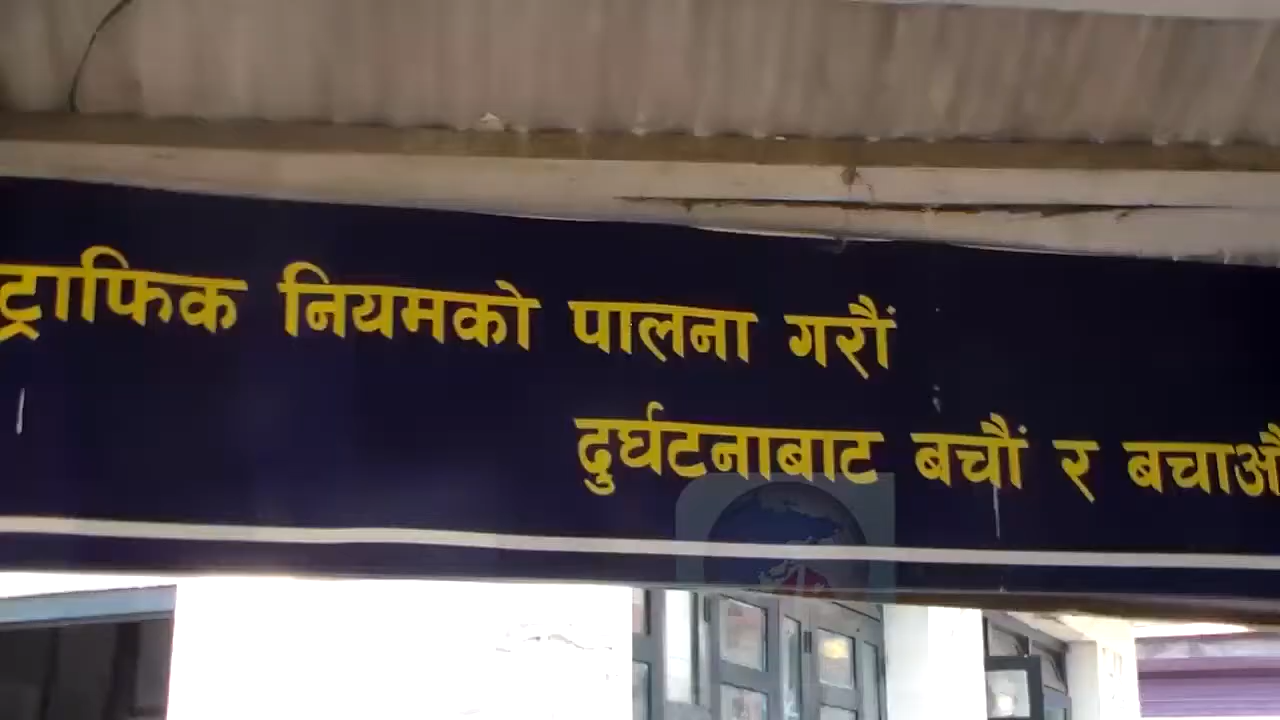 ट्राफिक नियमको पालना गरौं
दुर्घटनाबाट बचौं र बचाऔ